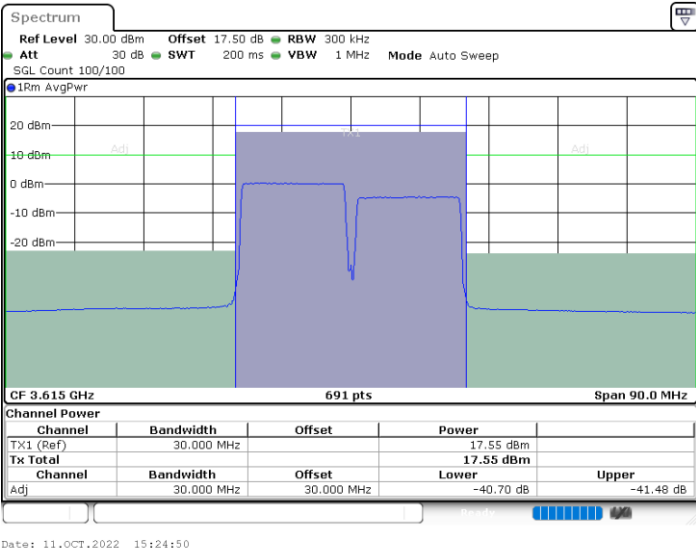 Spectrum
Ref Level 30.00 dBm Offset 17.50 dB RBW 300 kHz
Att 30 dB SWT 200 ms VBW 1 MHz Mode Auto Sweep
SGL Count 100/100
1Rm AvgPwr
20 dBm
TX1
Adj Adj
10 dBm
0 dBm
-10 dBm
-20 dBm
CF 3.615 GHz 691 pts Span 90.0 MHz
Channel Power
Channel Bandwidth Offset Power
TX1 (Ref) 30.000 MHz 17.55 dBm
Tx Total 17.55 dBm
Channel Bandwidth Offset Lower Upper
Adj 30.000 MHz 30.000 MHz -40.70 dB -41.48 dB
Ready
Date: 11.OCT.2022 15:24:50